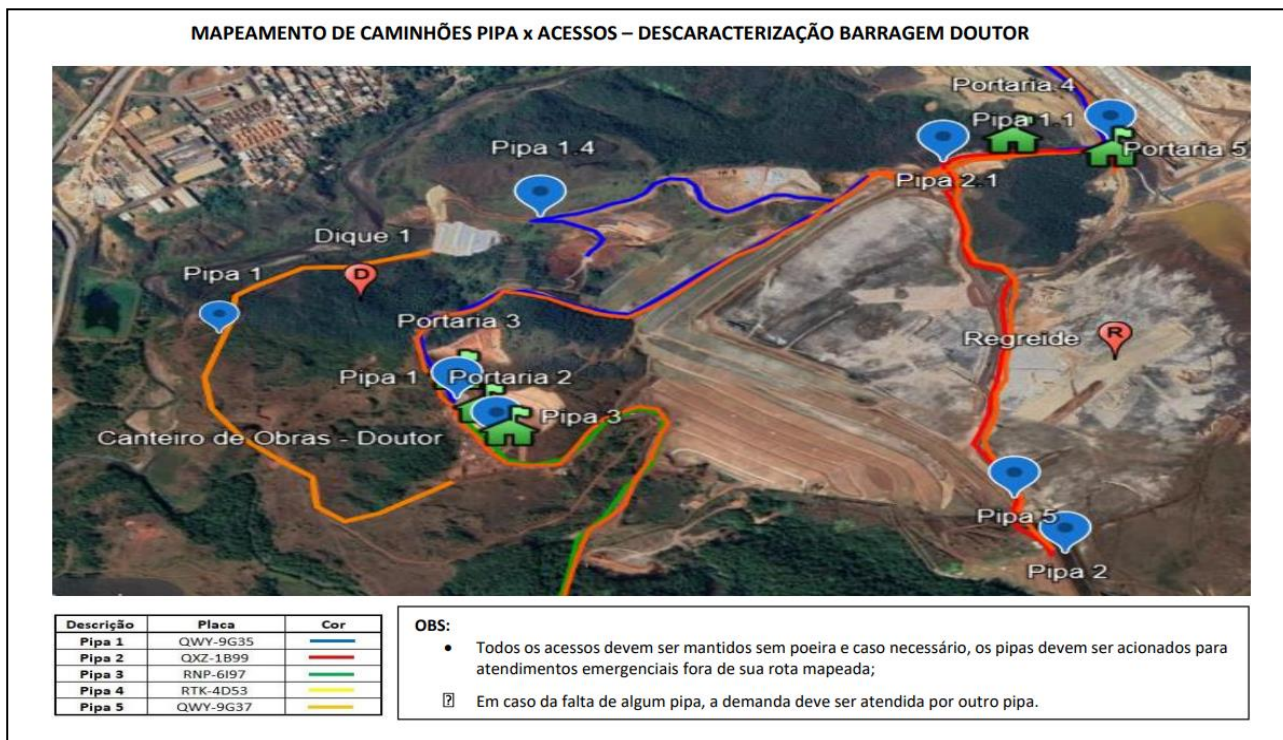 MAPEAMENTO DE CAMINHÕES PIPA x ACESSOS – DESCARACTERIZAÇÃO BARRAGEM DOUTOR
Portaria 4
Pipa 1.1
Portaria 5
Pipa 1.4
Pipa 2.1
Dique 1
Pipa 1
D
Portaria 3
Regreide
R
Pipa 1
Portaria 2
Pipa 3
Canteiro de Obras - Doutor
Pipa 5
Pipa 2
Descrição Placa Cor
Pipa 1 QWY-9G35
Pipa 2 QXZ-1B99
Pipa 3 RNP-6I97
Pipa 4 RTK-4D53
Pipa 5 QWY-9G37
OBS:
• Todos os acessos devem ser mantidos sem poeira e caso necessário, os pipas devem ser acionados para
atendimentos emergenciais fora de sua rota mapeada;
Em caso da falta de algum pipa, a demanda deve ser atendida por outro pipa.